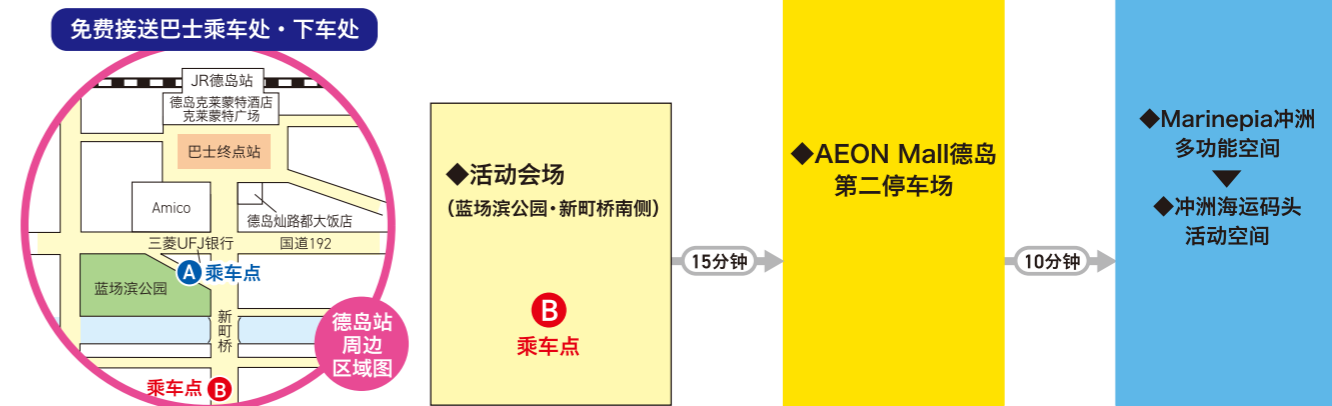 免费接送巴士乘车处・下车处
JR德岛站
德岛克莱蒙特酒店
克莱蒙特广场
巴士终点站
Amico
德岛灿路都大饭店
三菱UFJ银行
国道192
A 乘车点
蓝场滨公园
新町桥
德岛站
周边
区域图
乘车点 B
◆活动会场
(蓝场滨公园・新町桥南侧)
B
乘车点
15分钟
◆AEON Mall德岛
第二停车场
10分钟
◆Marinepia冲洲
多功能空间
▼
◆冲洲海运码头
活动空间